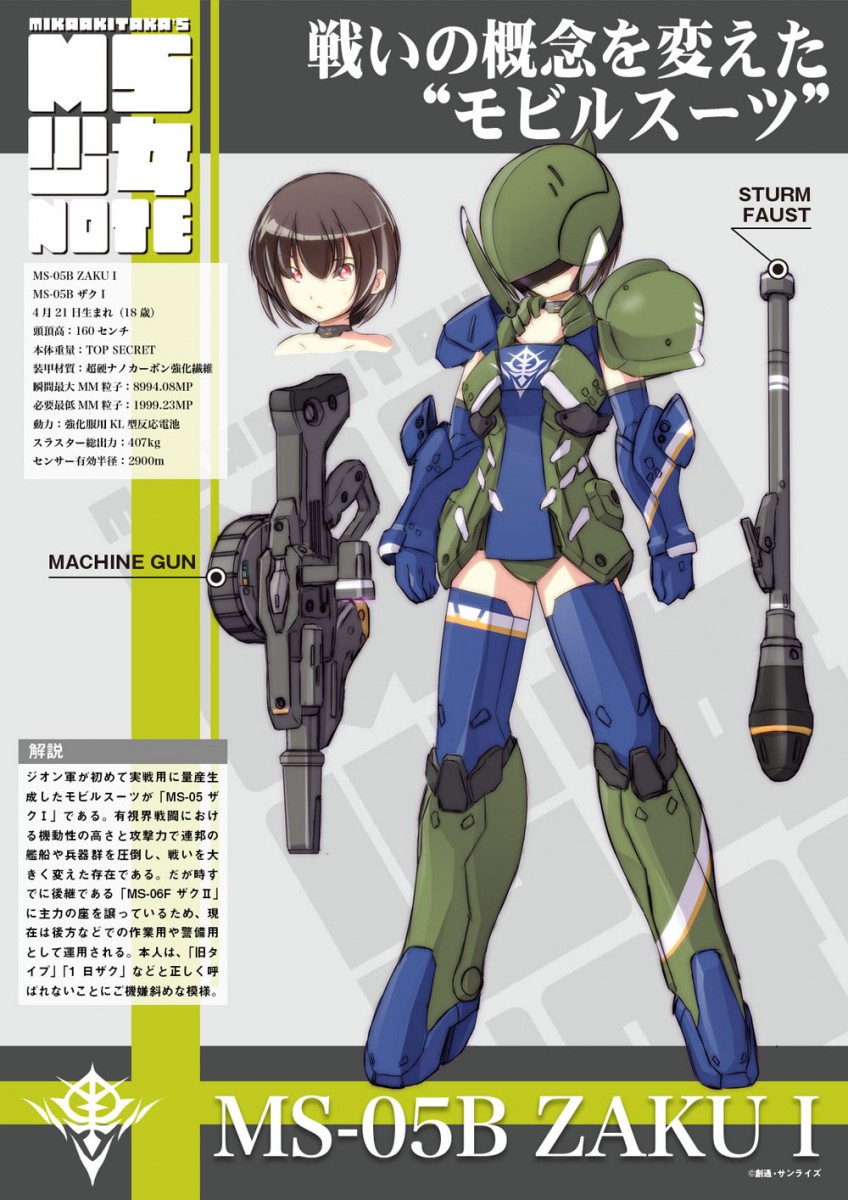 MIKAAKITAKA'S
MS
少女
NOTE
戦いの概念を変えた
“モビルスーツ”
MS-05B ZAKU I
MS-05B ザクⅠ
4月21日生まれ（18歳）
頭頂高：160センチ
本体重量：TOP SECRET
装甲材質：超硬ナノカーボン強化繊維
瞬間最大MM粒子：8994.08MP
必要最低MM粒子：1999.23MP
動力：強化服用KL型反応電池
スラスター総出力：407kg
センサー有効半径：2900m
STURM
FAUST
MACHINE GUN
解説
ジオン軍が初めて実戦用に量産生
成したモビルスーツが「MS-05 ザ
クⅠ」である。有視界戦闘におけ
る機動性の高さと攻撃力で連邦の
艦船や兵器群を圧倒し、戦いを大
きく変えた存在である。だが時す
でに後継である「MS-06F ザクⅡ」
に主力の座を譲っているため、現
在は後方などでの作業用や警備用
として運用される。本人は、「旧タ
イプ」「1 日ザク」などと正しく呼
ばれないことにご機嫌斜めな模様。
MS-05B ZAKU I
©創通・サンライズ